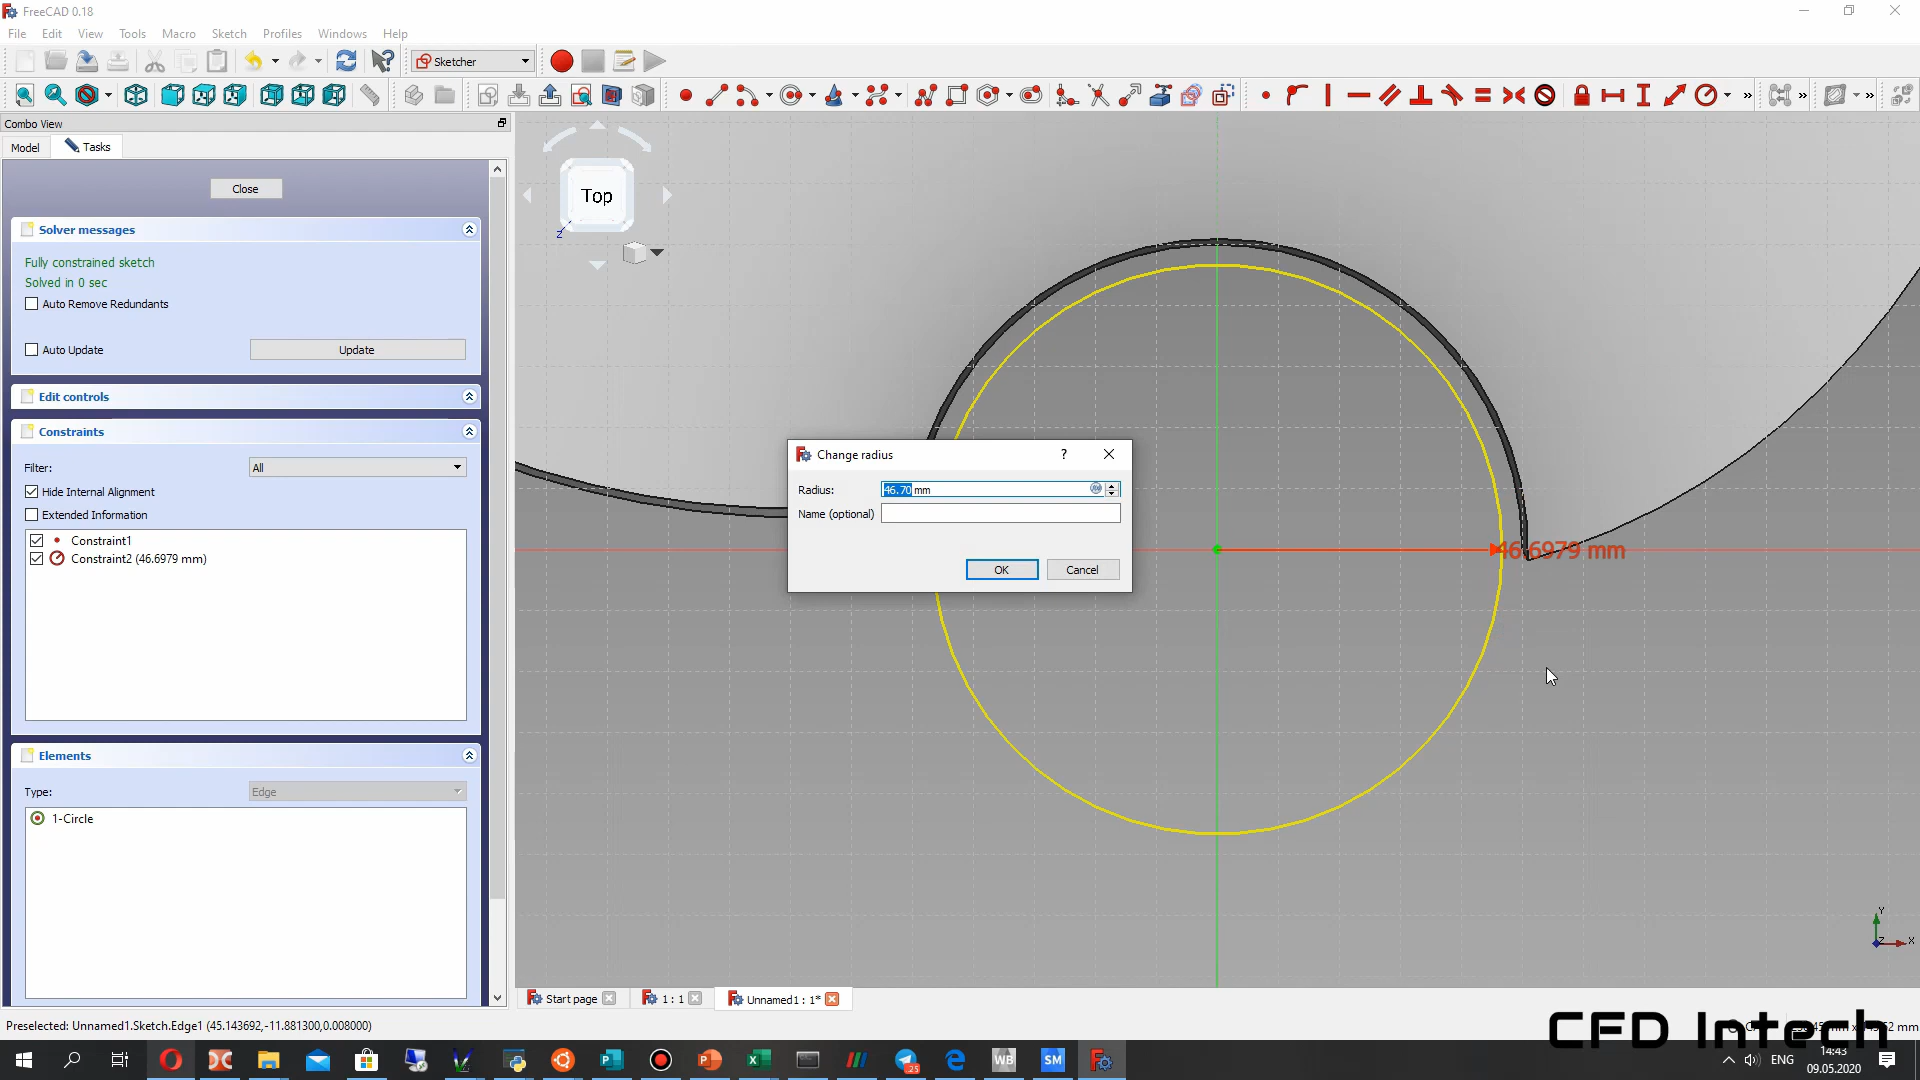 FreeCAD 0.18
File Edit View Tools Macro Sketch Profiles Windows Help
Sketcher
Combo View
Model Tasks
Close
Solver messages
Fully constrained sketch
Solved in 0 sec
Auto Remove Redundants
Auto Update
Update
Edit controls
Constraints
Filter: All
Hide Internal Alignment
Extended Information
Constraint1
Constraint2 (46.6979 mm)
Elements
Type: Edge
1-Circle
Top
Z
Change radius ?
Radius: 46.70 mm
Name (optional)
OK Cancel
46.6979 mm
Y
Z X
Start page
1 : 1
Unnamed1 : 1*
Preselected: Unnamed1.Sketch.Edge1 (45.143692,-11.881300,0.008000)
CFD Intech
.25
WB
SM
ENG
14:43
09.05.2020